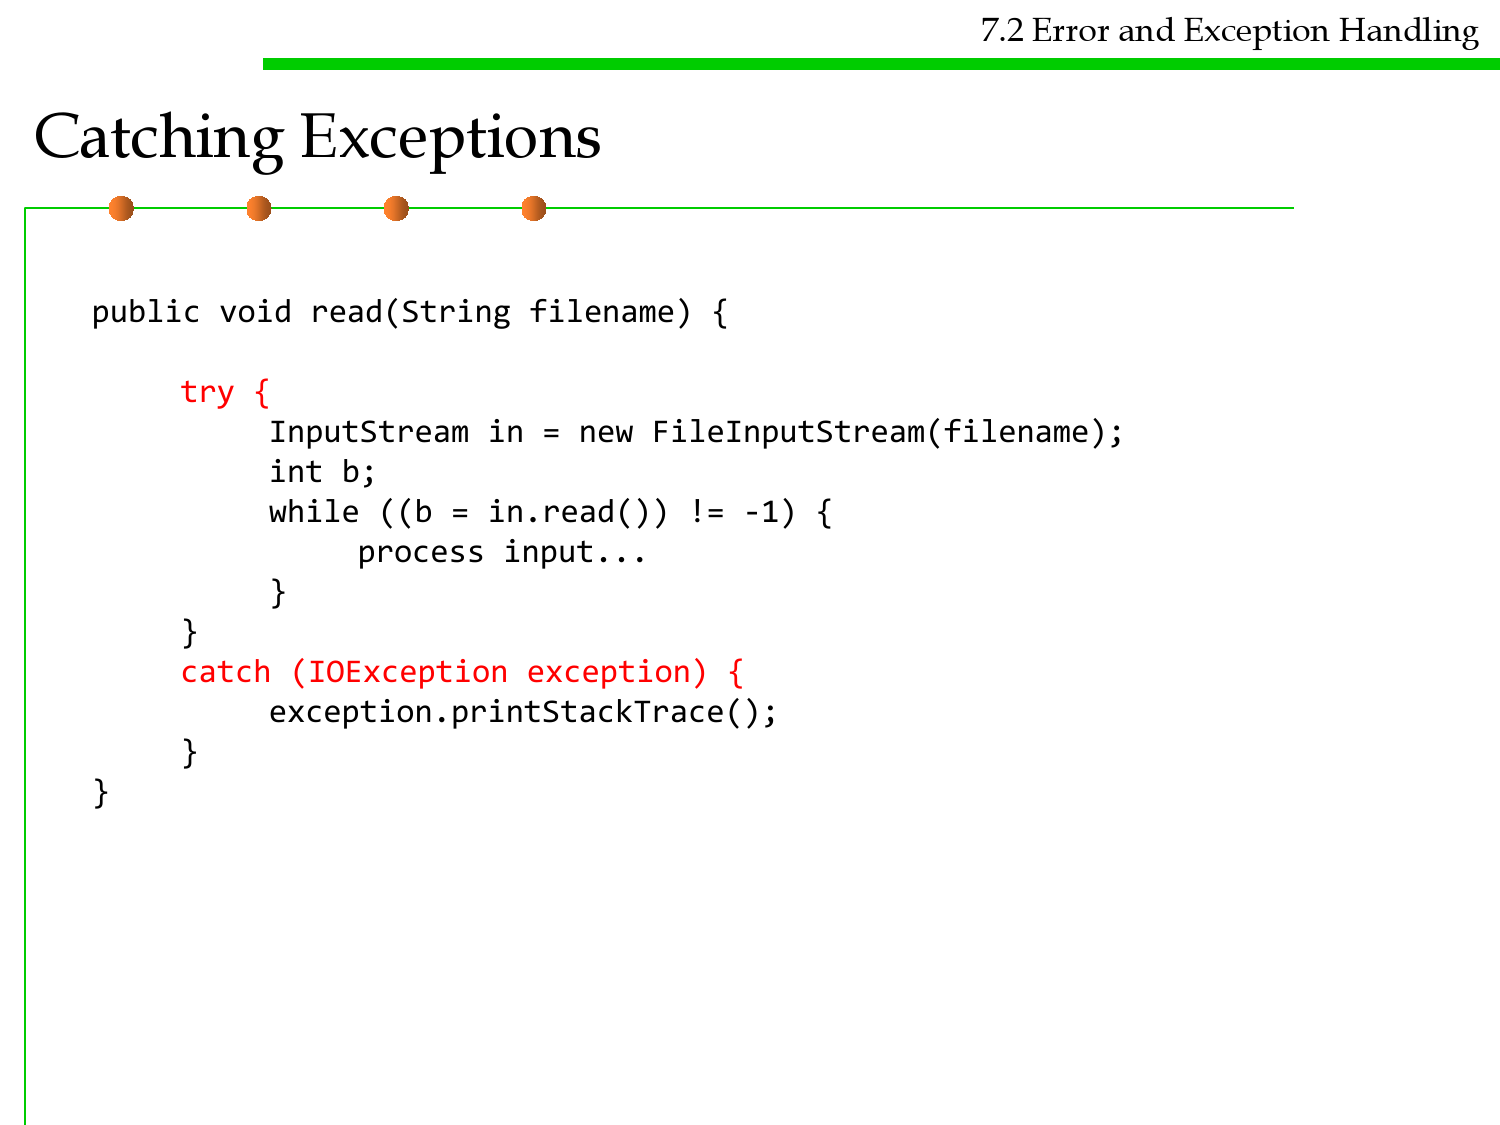 7.2 Error and Exception Handling
Catching Exceptions
public void read(String filename) {
try {
InputStream in = new FileInputStream(filename);
int b;
while ((b = in.read()) != -1) {
process input...
}
}
catch (IOException exception) {
exception.printStackTrace();
}
}